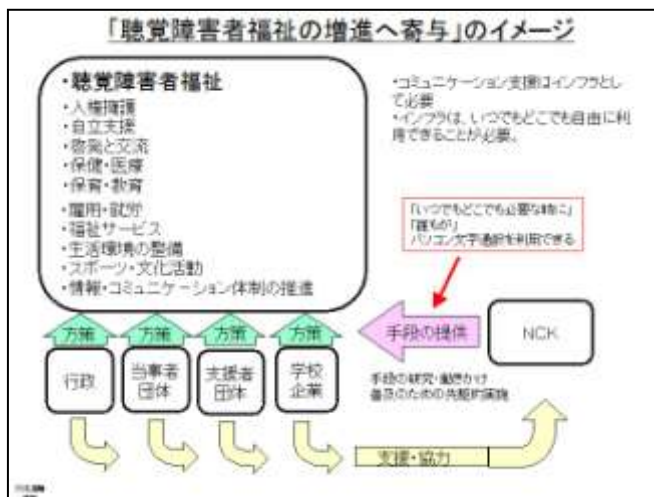 「聴覚障害者福祉の増進へ寄与」のイメージ
・聴覚障害者福祉
・人権擁護
・自立支援
・啓発と交流
・保健・医療
・保育・教育
・雇用・就労
・福祉サービス
・生活環境の整備
・スポーツ・文化活動
・情報・コミュニケーション体制の推進
・コミュニケーション支援はインフラとし
て必要
・インフラは、いつでもどこでも自由に利
用できることが必要。
「いつでもどこでも必要な時に」
「誰もが」
パソコン文字通訳を利用できる
方策
方策
方策
方策
手段の提供
NCK
行政
当事者
団体
支援者
団体
学校
企業
手段の研究・働きかけ
普及のための先駆的実施
支援・協力